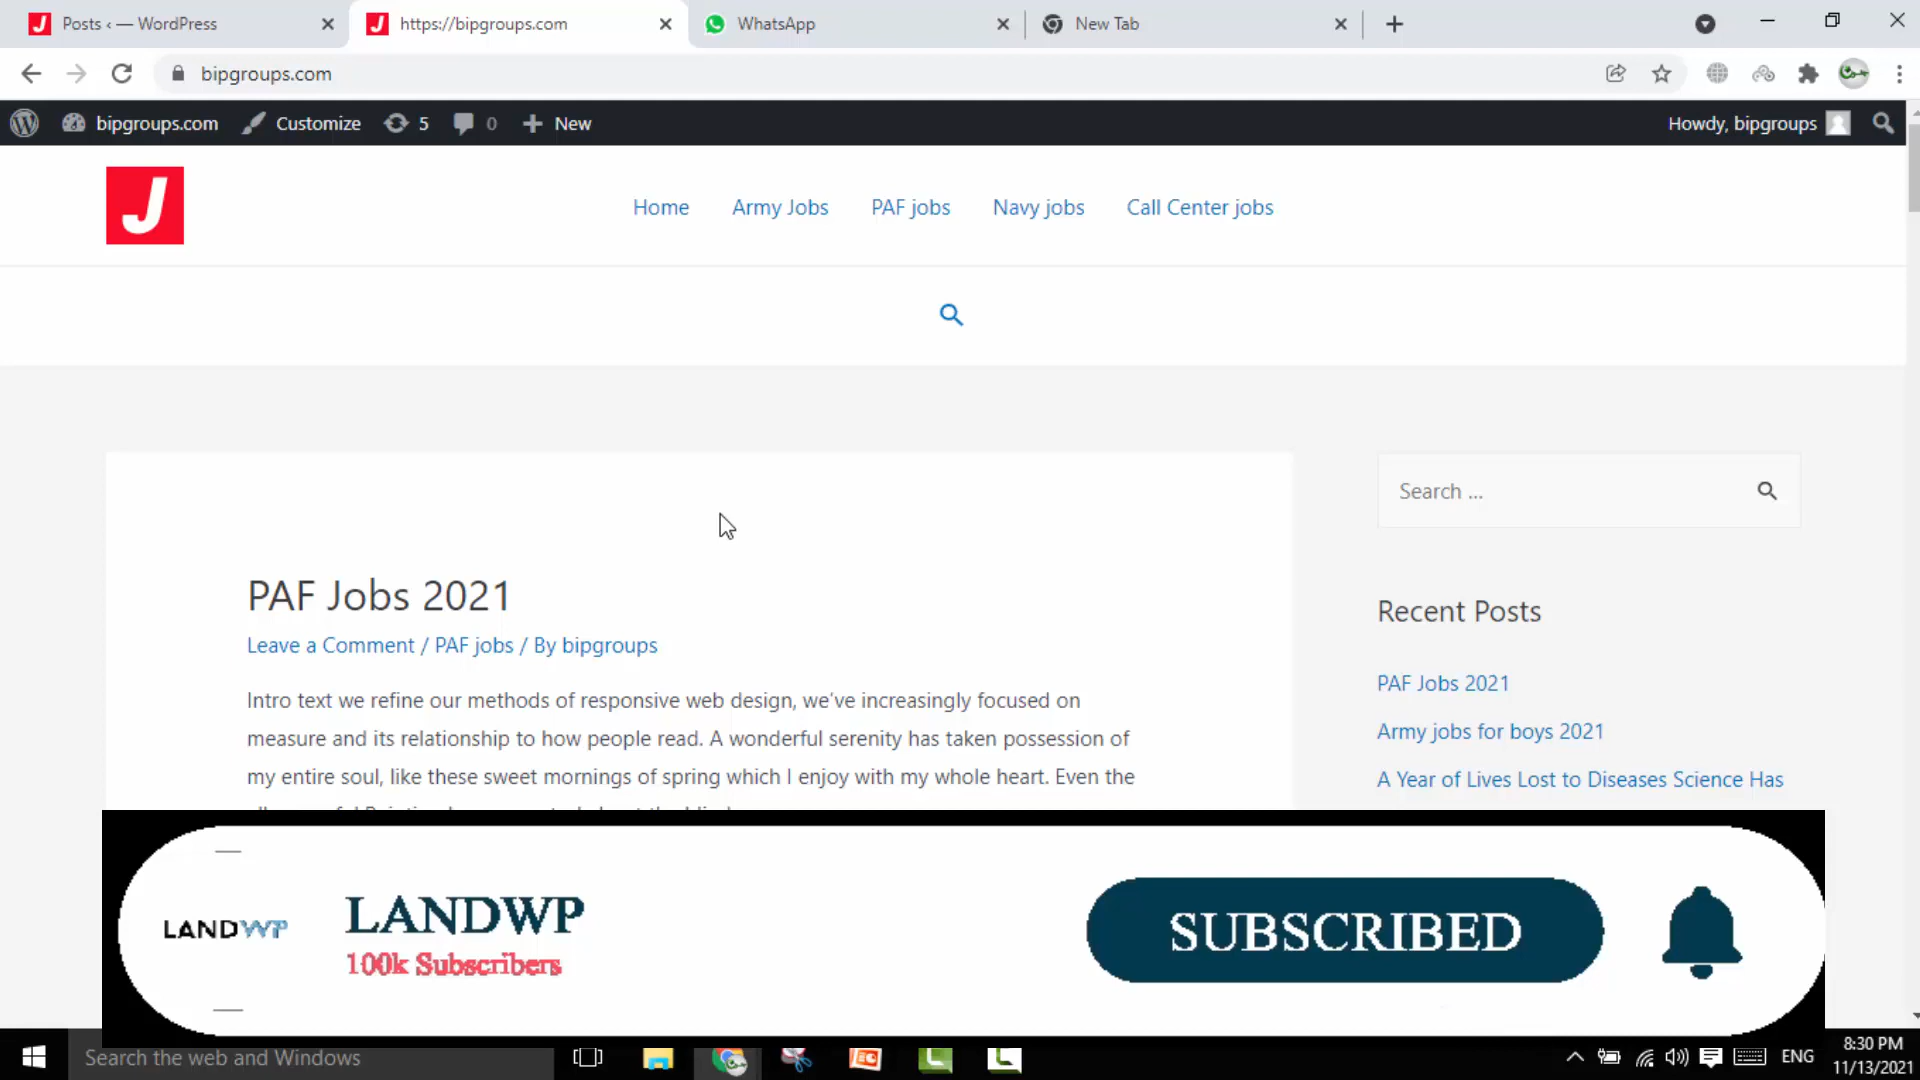 Posts ‹ — WordPress
https://bipgroups.com
WhatsApp
New Tab
bipgroups.com
bipgroups.com
Customize
5
0
New
Howdy, bipgroups
J
Home
Army Jobs
PAF jobs
Navy jobs
Call Center jobs
Search ...
PAF Jobs 2021
Leave a Comment / PAF jobs / By bipgroups
Intro text we refine our methods of responsive web design, we've increasingly focused on
measure and its relationship to how people read. A wonderful serenity has taken possession of
my entire soul, like these sweet mornings of spring which I enjoy with my whole heart. Even the
Recent Posts
PAF Jobs 2021
Army jobs for boys 2021
A Year of Lives Lost to Diseases Science Has
LANDWP
LANDWP
100k Subscribers
SUBSCRIBED
Search the web and Windows
ENG
8:30 PM
11/13/2021